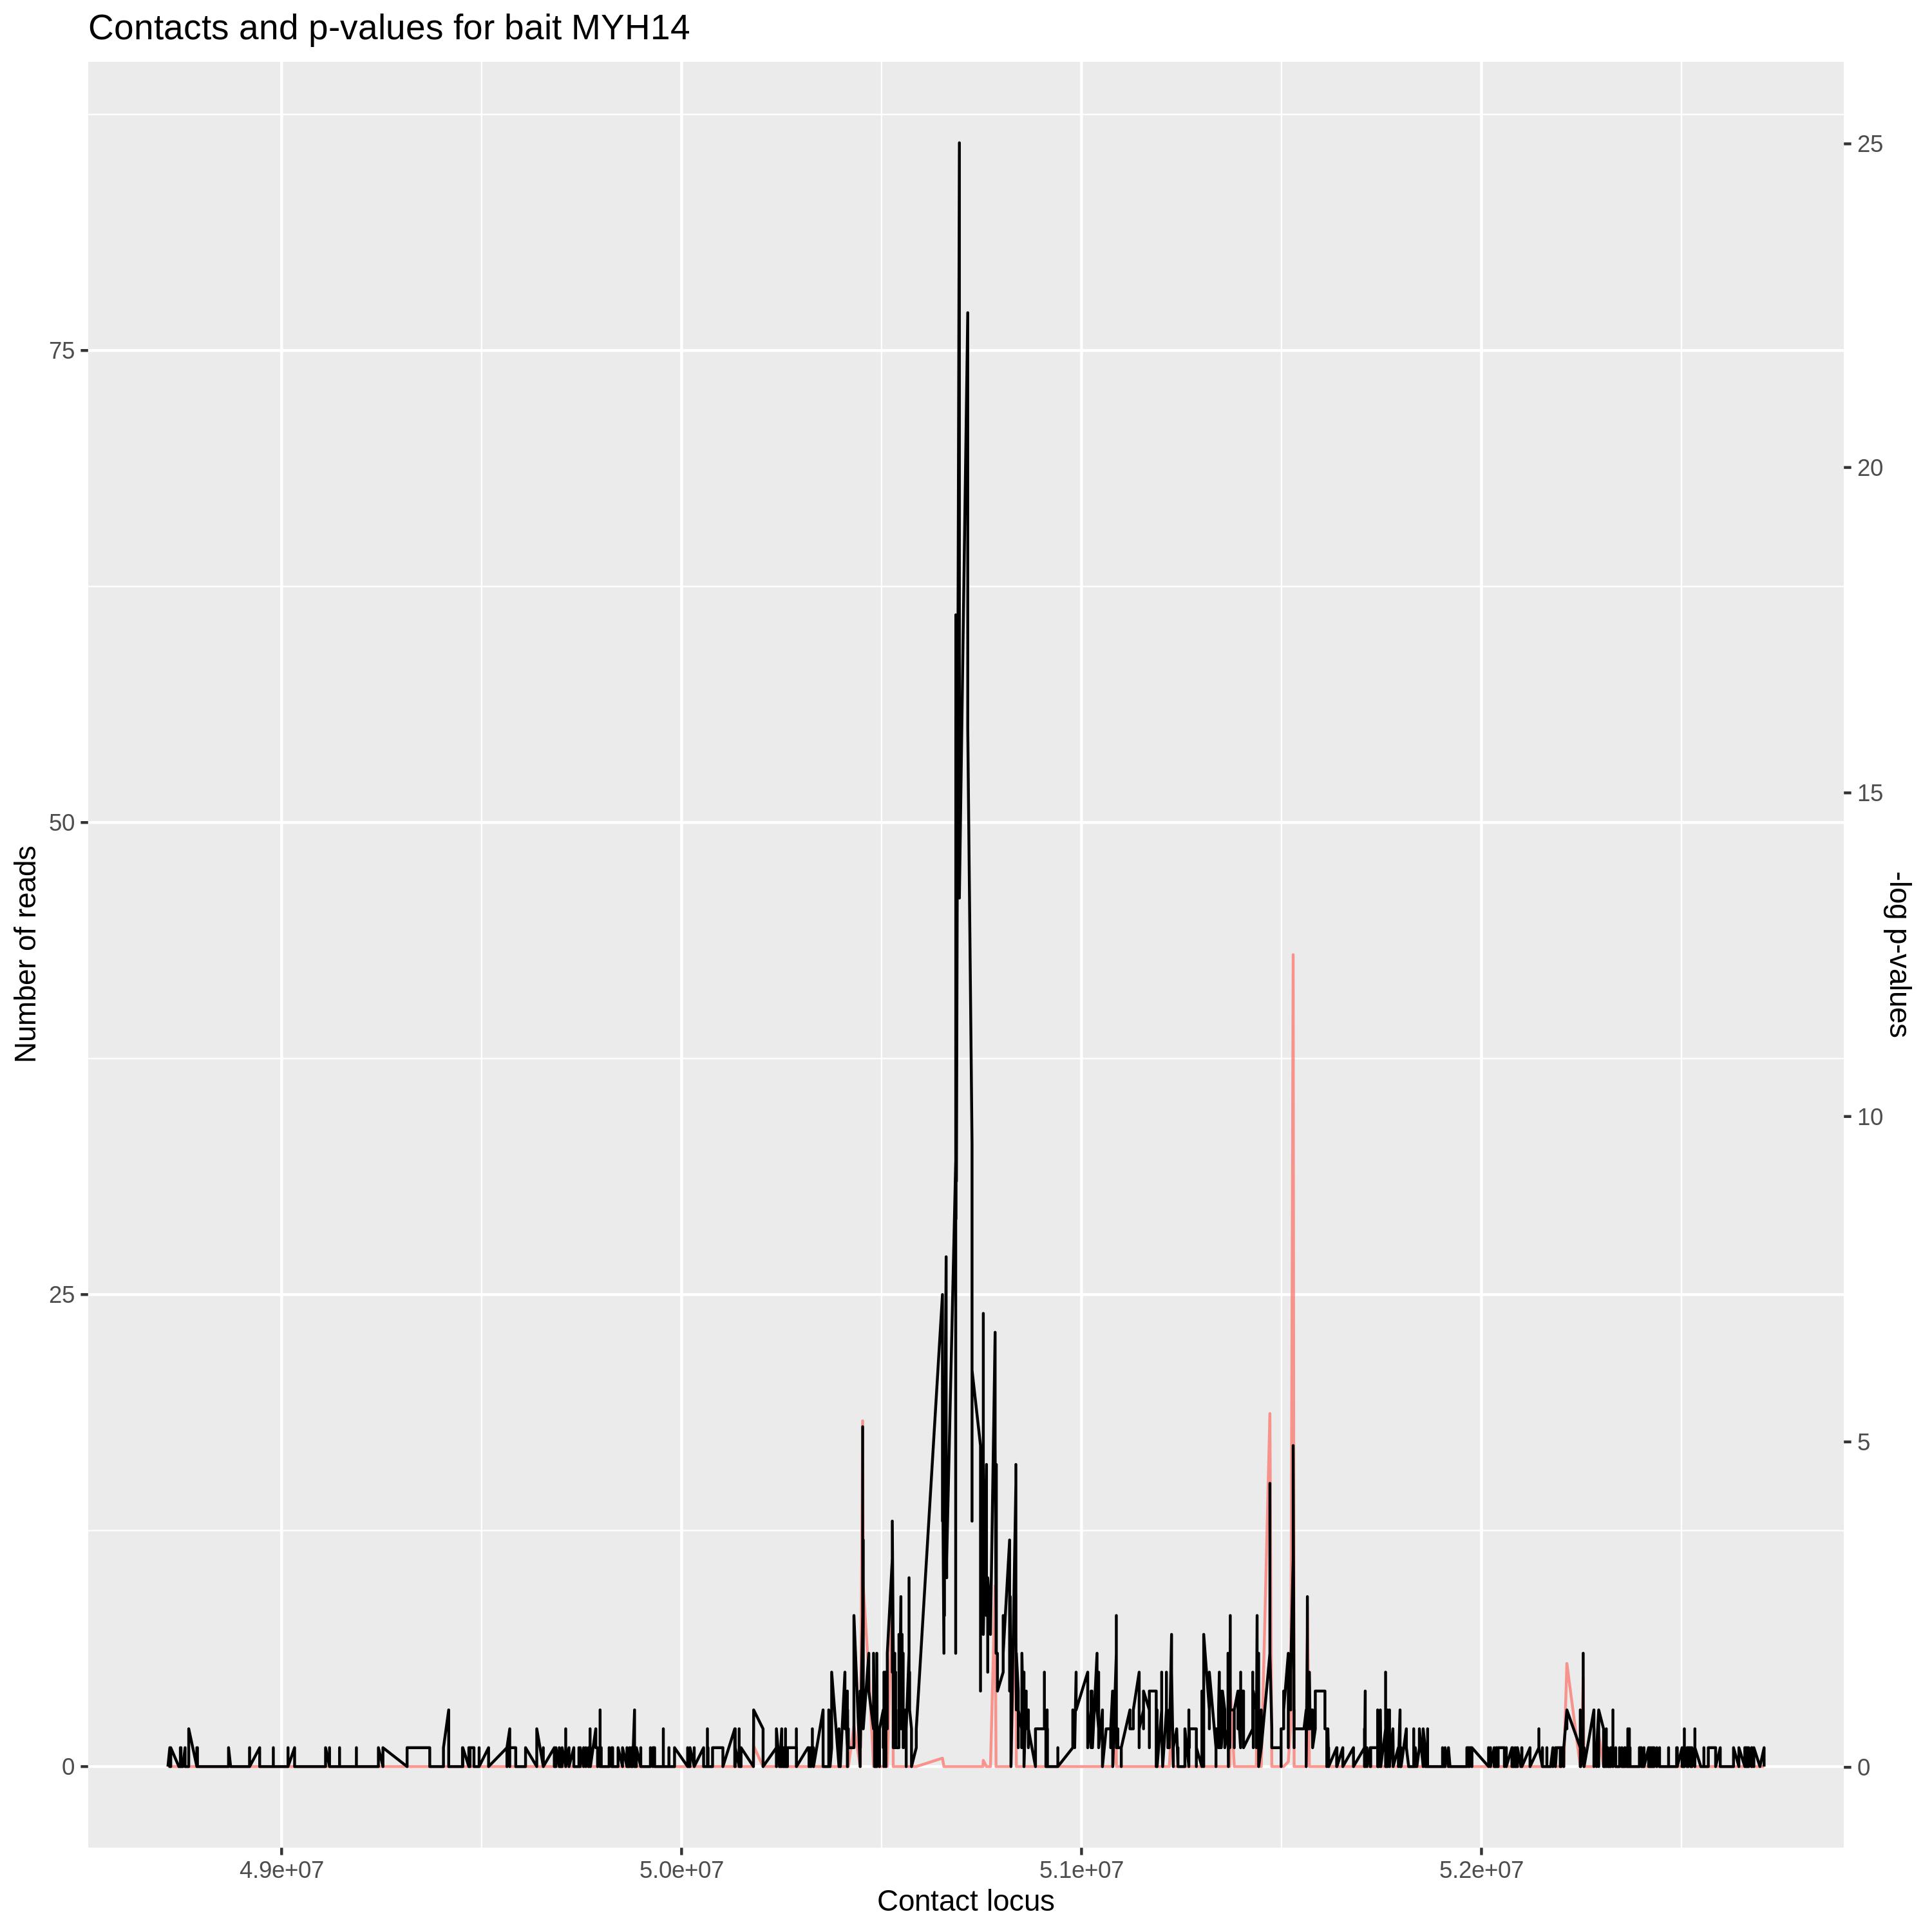 Contacts and p-values for bait MYH14
75
50
25
0
25
20
15
10
5
0
Number of reads
-log p-values
4.9e+07
5.0e+07
5.1e+07
5.2e+07
Contact locus